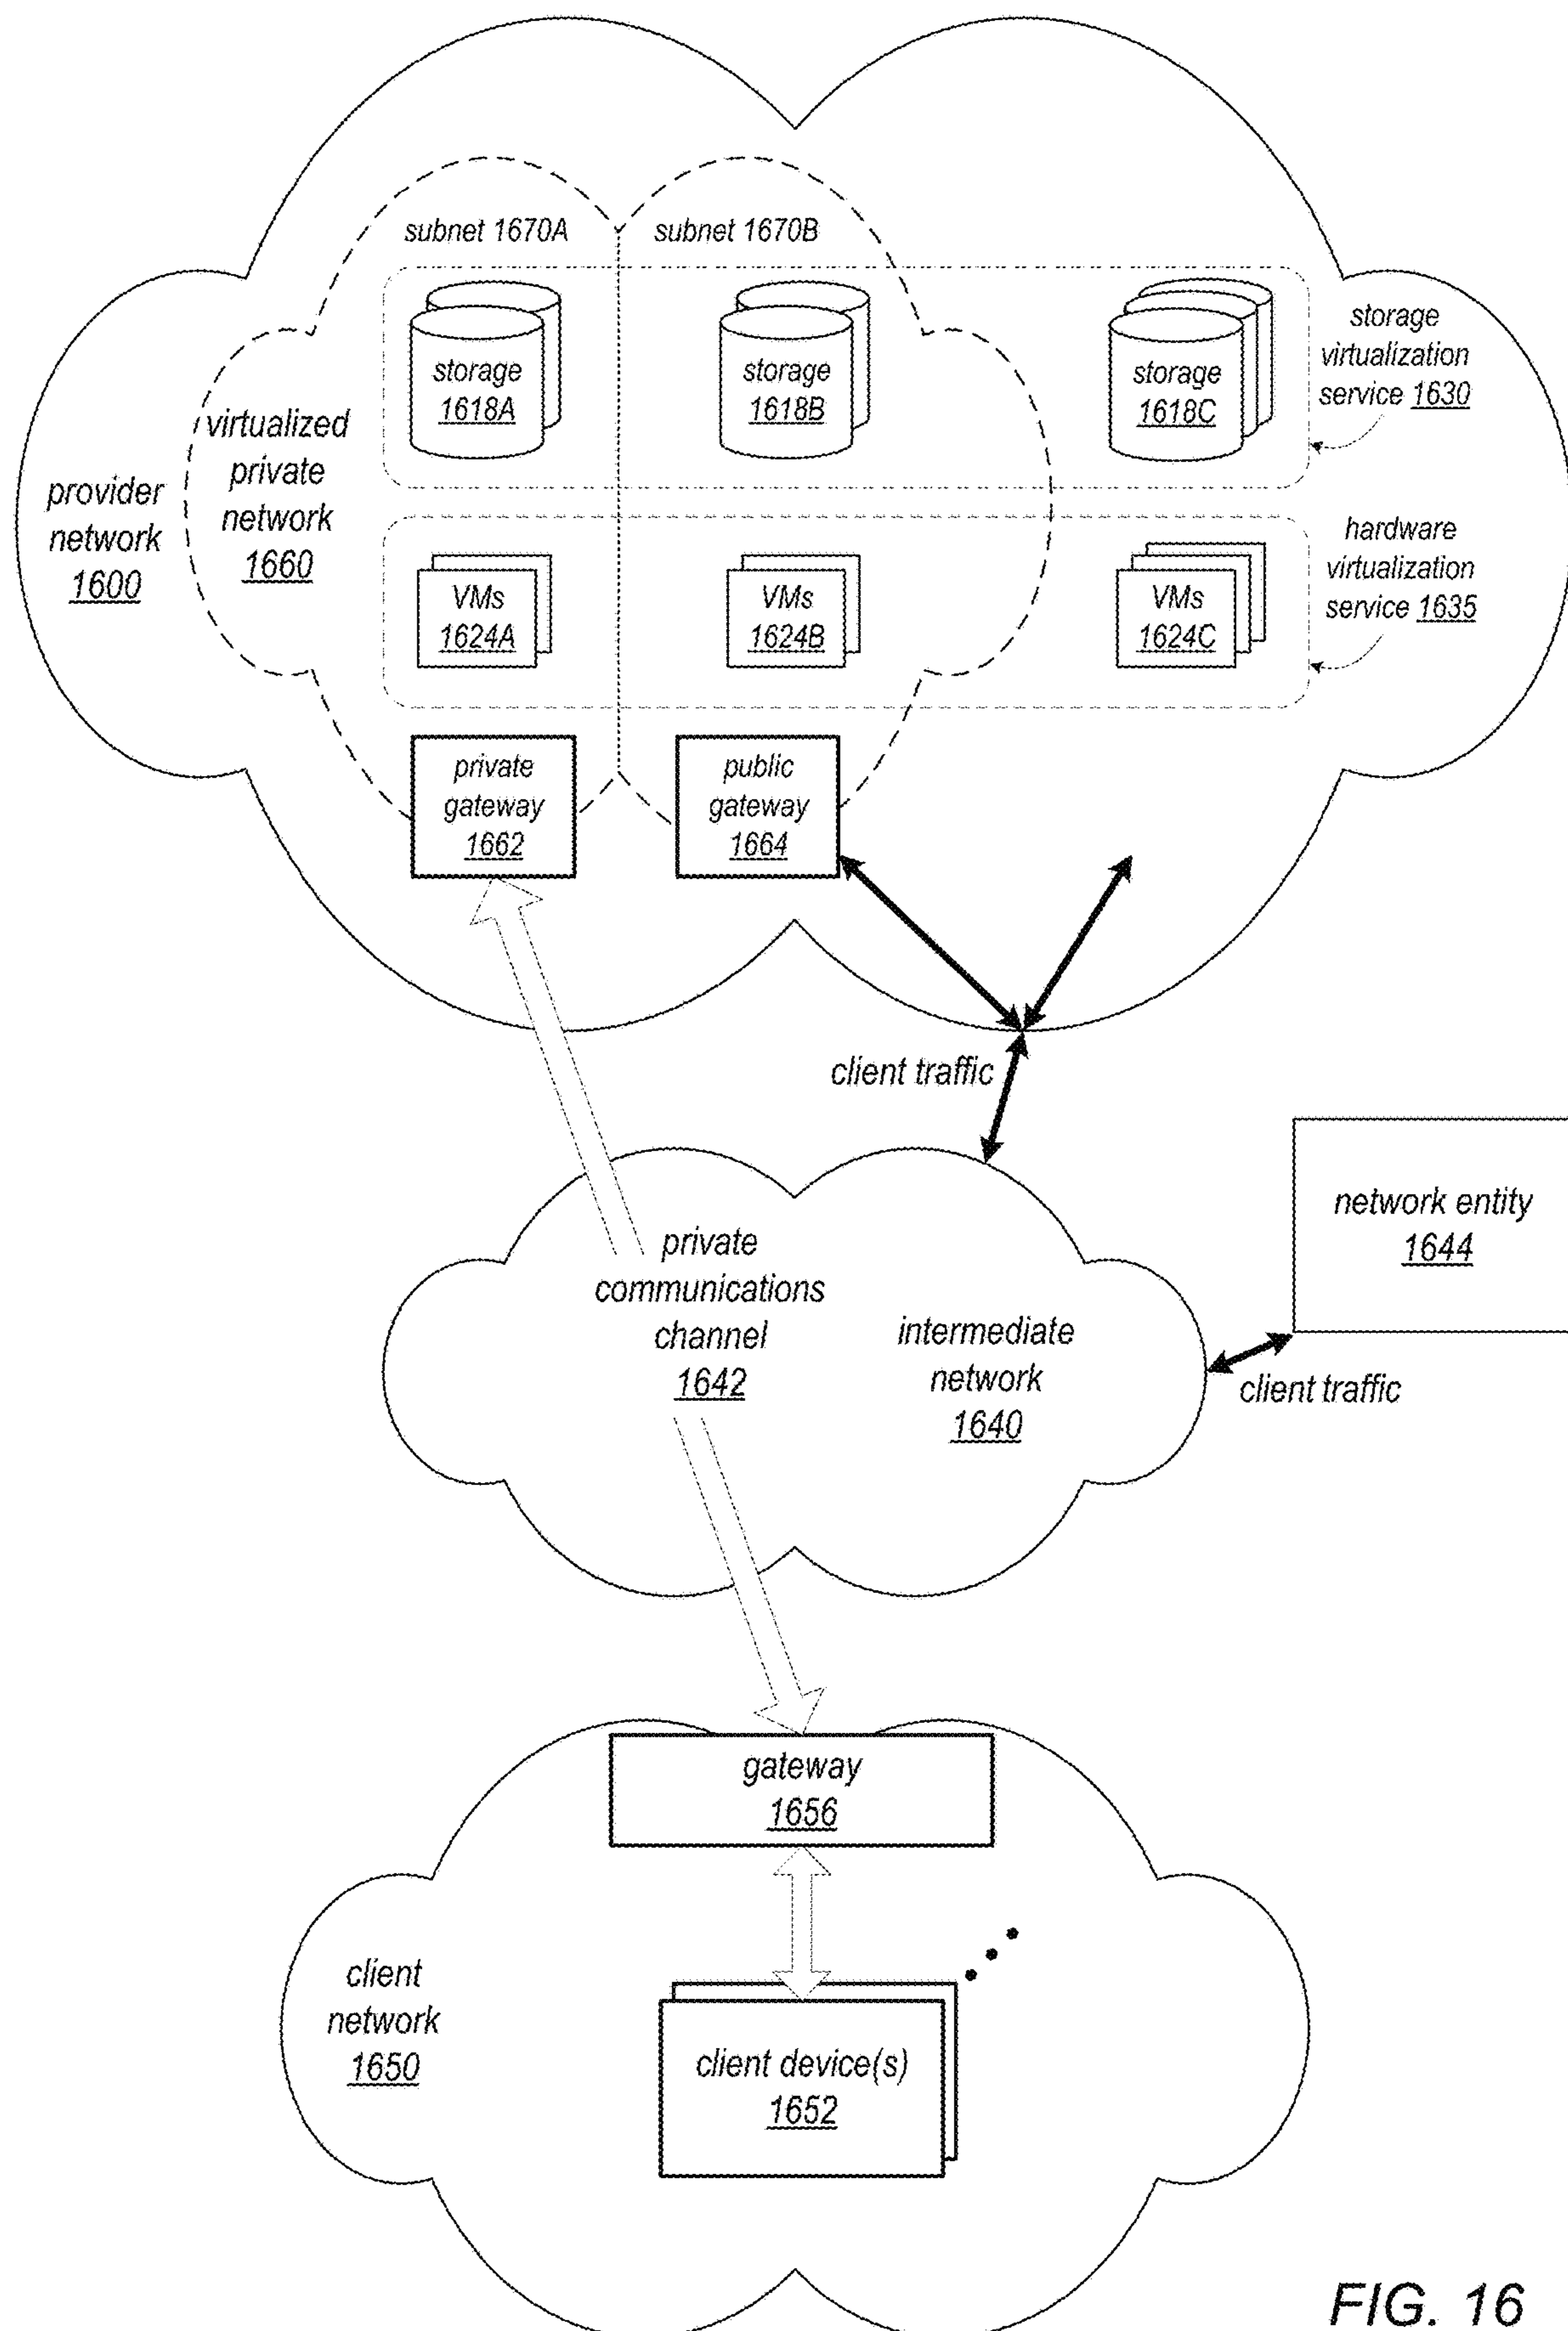 subnet 1670A
subnet 1670B
storage
1618A
storage
1618B
storage
1618C
storage
virtualization
service 1630
virtualized
private
network
1660
provider
network
1600
VMs
1624A
VMs
1624B
VMs
1624C
hardware
virtualization
service 1635
private
gateway
1662
public
gateway
1664
client traffic
network entity
1644
private
communications
channel
1642
intermediate
network
1640
client traffic
gateway
1656
client
network
1650
client device(s)
1652
FIG. 16